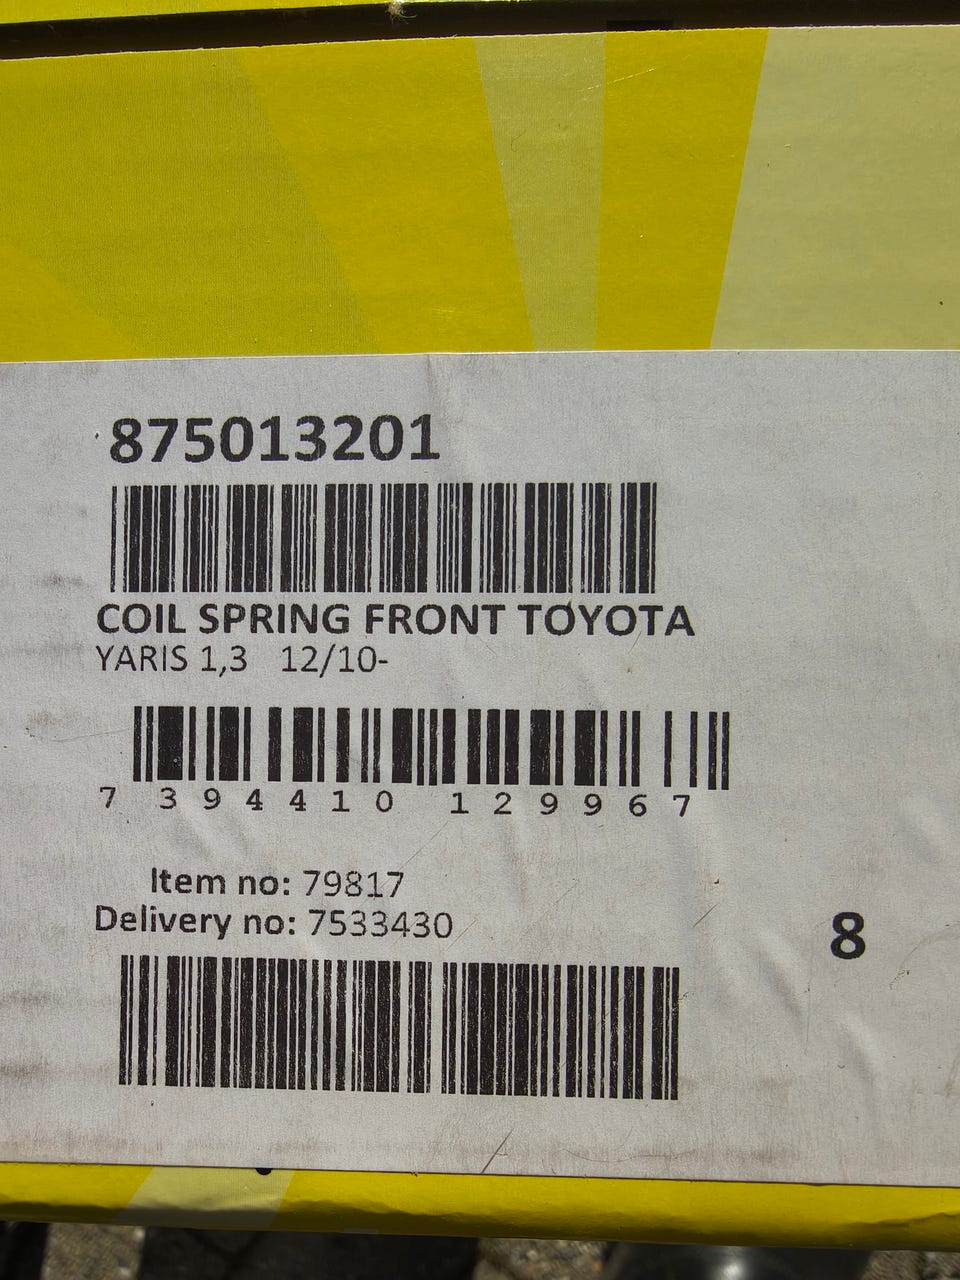 875013201
COIL SPRING FRONT TOYOTA
YARIS 1,3 12/10-
7 394410 129967
Item no: 79817
Delivery no: 7533430
8